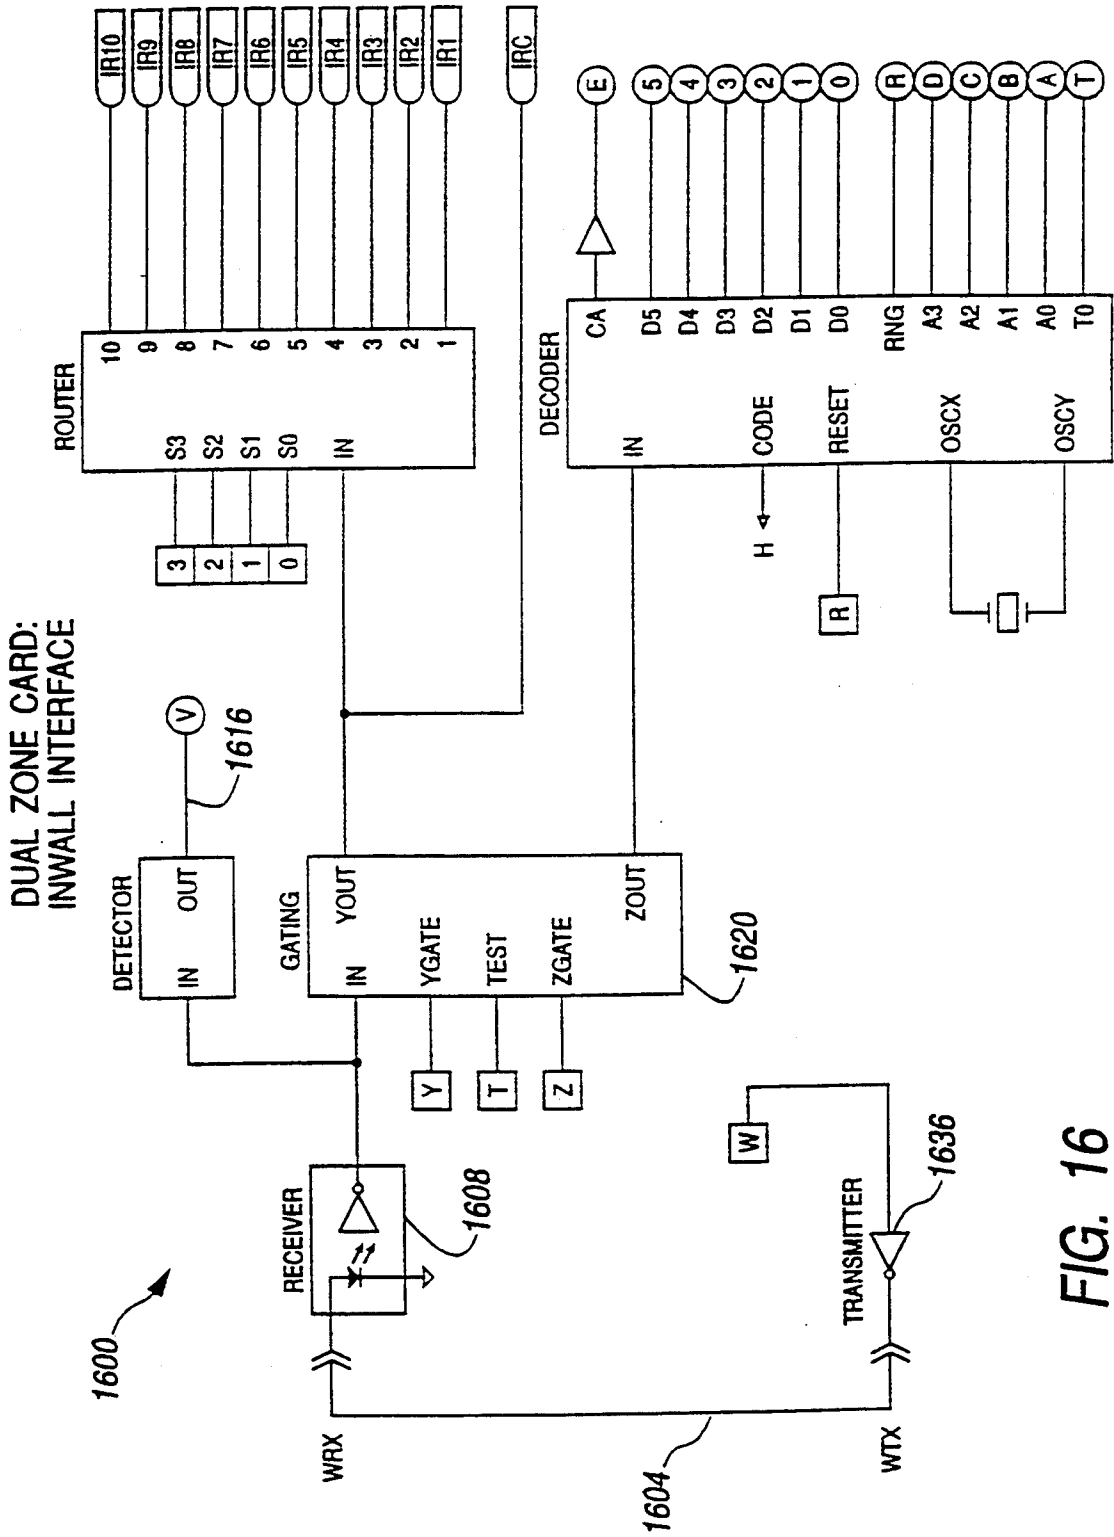 DUAL ZONE CARD:
INWALL INTERFACE
1600
WRX
1604
WTX
RECEIVER
1608
TRANSMITTER
1636
W
DETECTOR
IN
OUT
V
1616
GATING
IN
YOUT
YGATE
TEST
ZGATE
ZOUT
Y
T
Z
1620
ROUTER
3
2
1
0
S3
S2
S1
S0
IN
10
9
8
7
6
5
4
3
2
1
IR10
IR9
IR8
IR7
IR6
IR5
IR4
IR3
IR2
IR1
IRC
DECODER
IN
CODE
RESET
OSCX
OSCY
H
R
CA
D5
D4
D3
D2
D1
D0
RNG
A3
A2
A1
A0
T0
E
5
4
3
2
1
0
R
D
C
B
A
T
FIG. 16